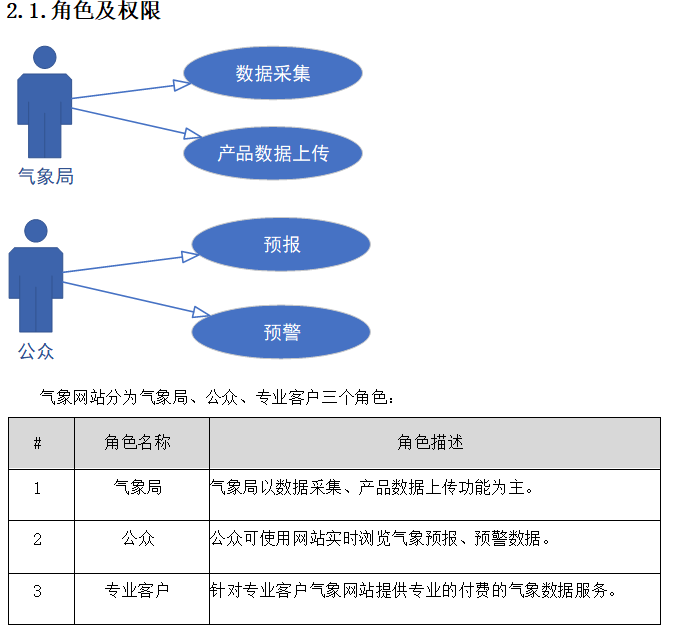 2.1.角色及权限
数据采集
产品数据上传
气象局
预报
预警
公众
气象网站分为气象局、公众、专业客户三个角色：
# 角色名称 角色描述
1 气象局 气象局以数据采集、产品数据上传功能为主。
2 公众 公众可使用网站实时浏览气象预报、预警数据。
3 专业客户 针对专业客户气象网站提供专业的付费的气象数据服务。